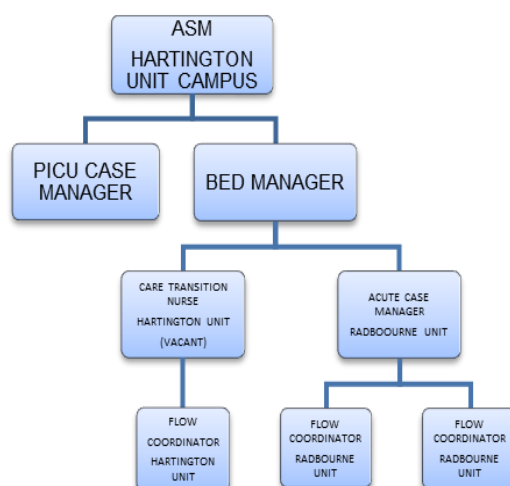 ASM
HARTINGTON
UNIT CAMPUS
PICU CASE
MANAGER
BED MANAGER
CARE TRANSITION
NURSE
HARTINGTON UNIT
(VACANT)
ACUTE CASE
MANAGER
RADBOOURNE UNIT
FLOW
COORDINATOR
HARTINGTON
UNIT
FLOW
COORDINATOR
RADBOURNE
UNIT
FLOW
COORDINATOR
RADBOURNE
UNIT